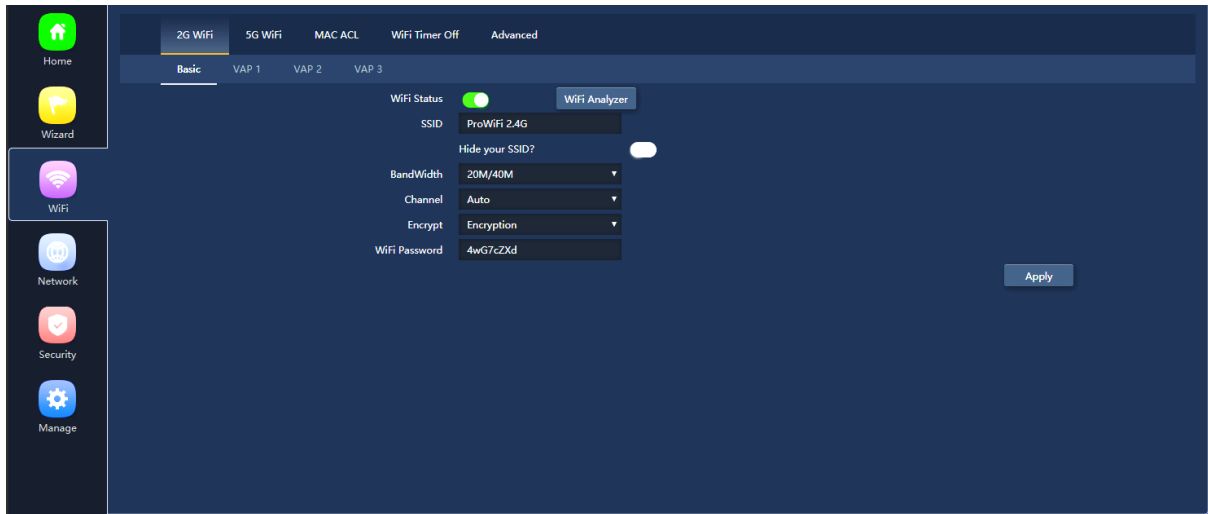 Home
Wizard
WiFi
Network
Security
Manage
2G WiFi 5G WiFi MAC ACL WiFi Timer Off Advanced
Basic VAP 1 VAP 2 VAP 3
WiFi Status WiFi Analyzer
SSID ProWiFi 2.4G
Hide your SSID?
BandWidth 20M/40M
Channel Auto
Encrypt Encryption
WiFi Password 4wG7cZXd
Apply